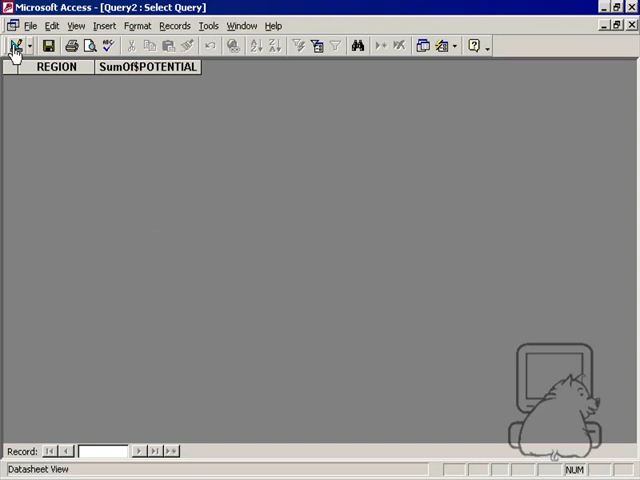 Microsoft Access - [Query2 : Select Query]
File Edit View Insert Format Records Tools Window Help
REGION SumOf$POTENTIAL
Record:
Datasheet View NUM